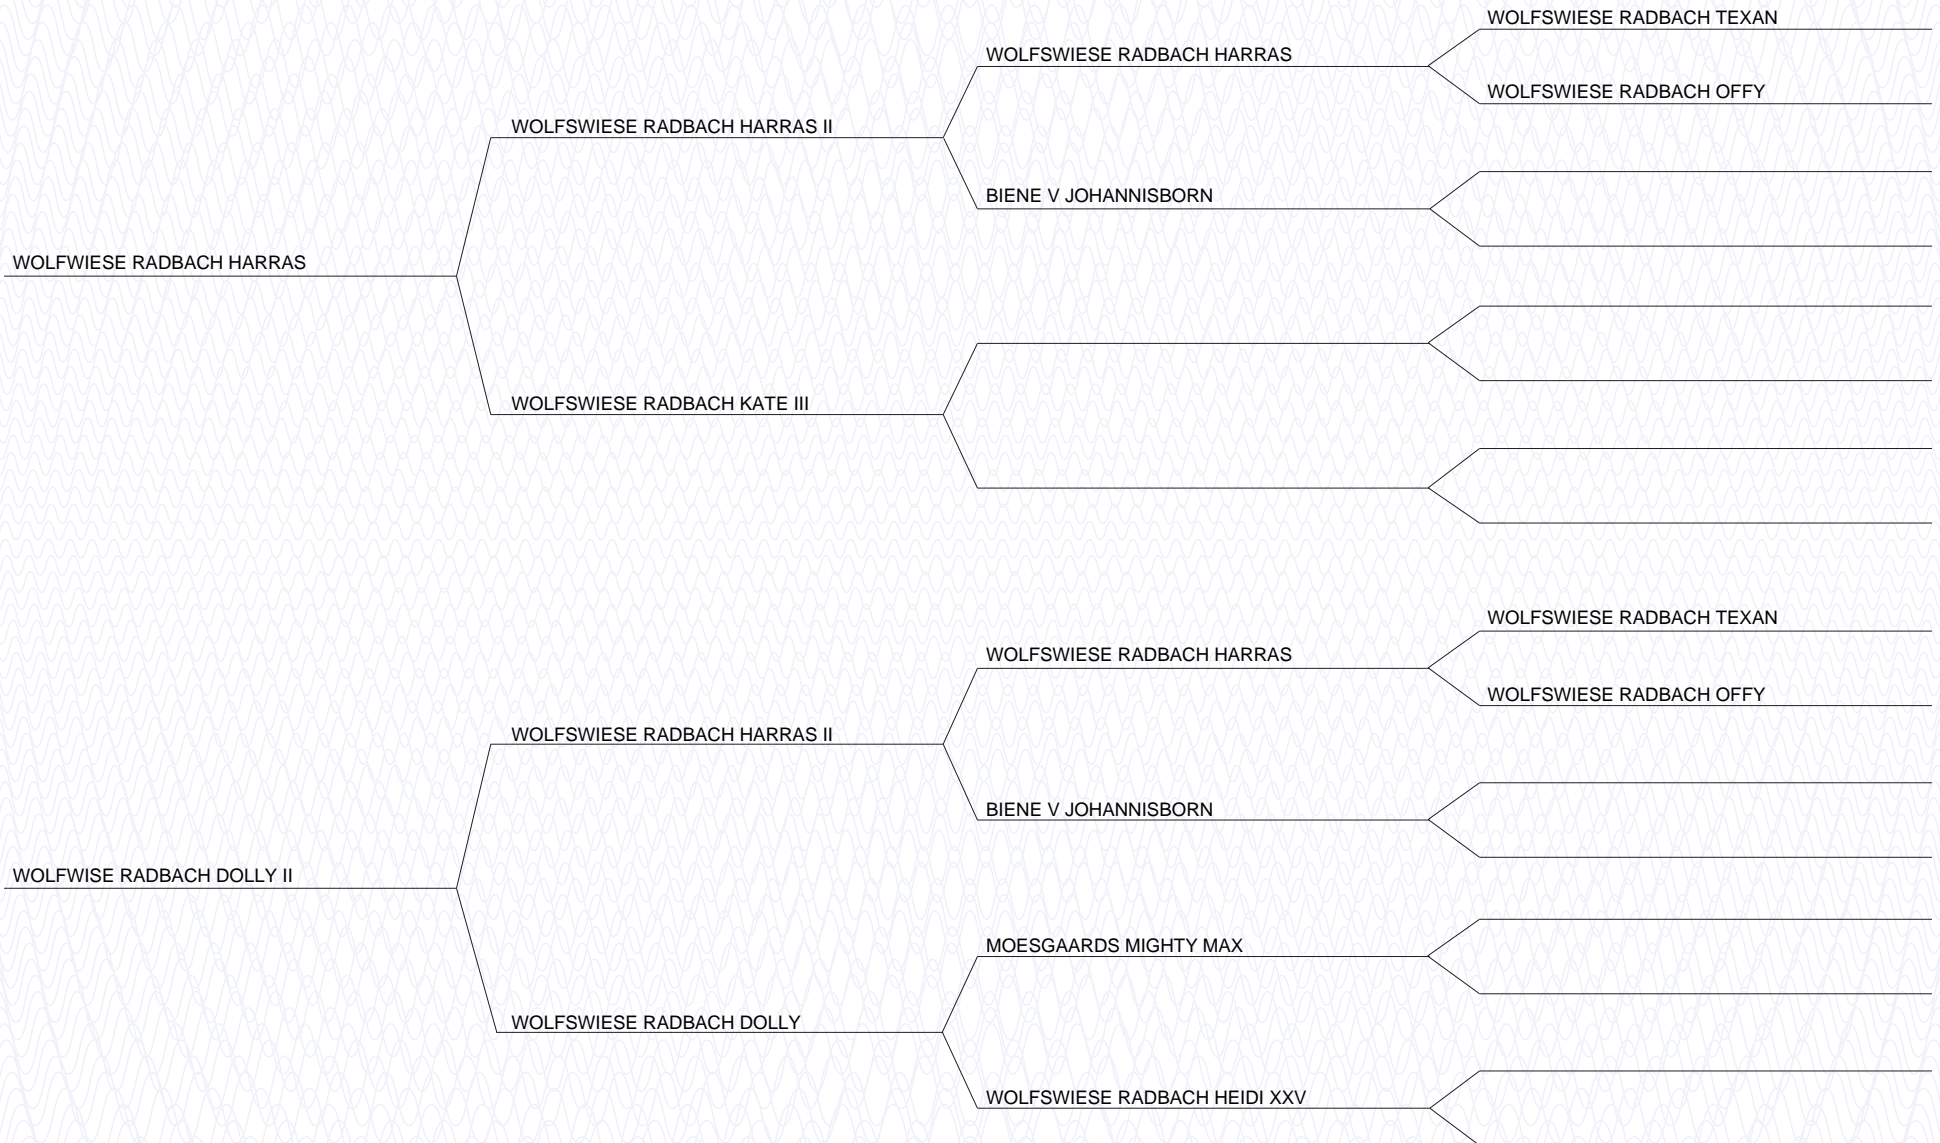 WOLFSWIESE RADBACH TEXAN
WOLFSWIESE RADBACH HARRAS
WOLFSWIESE RADBACH OFFY
WOLFSWIESE RADBACH HARRAS II
BIENE V JOHANNISBORN
WOLFWIESE RADBACH HARRAS
WOLFSWIESE RADBACH KATE III
WOLFSWIESE RADBACH TEXAN
WOLFSWIESE RADBACH HARRAS
WOLFSWIESE RADBACH OFFY
WOLFSWIESE RADBACH HARRAS II
BIENE V JOHANNISBORN
WOLFWISE RADBACH DOLLY II
MOESGAARDS MIGHTY MAX
WOLFSWIESE RADBACH DOLLY
WOLFSWIESE RADBACH HEIDI XXV